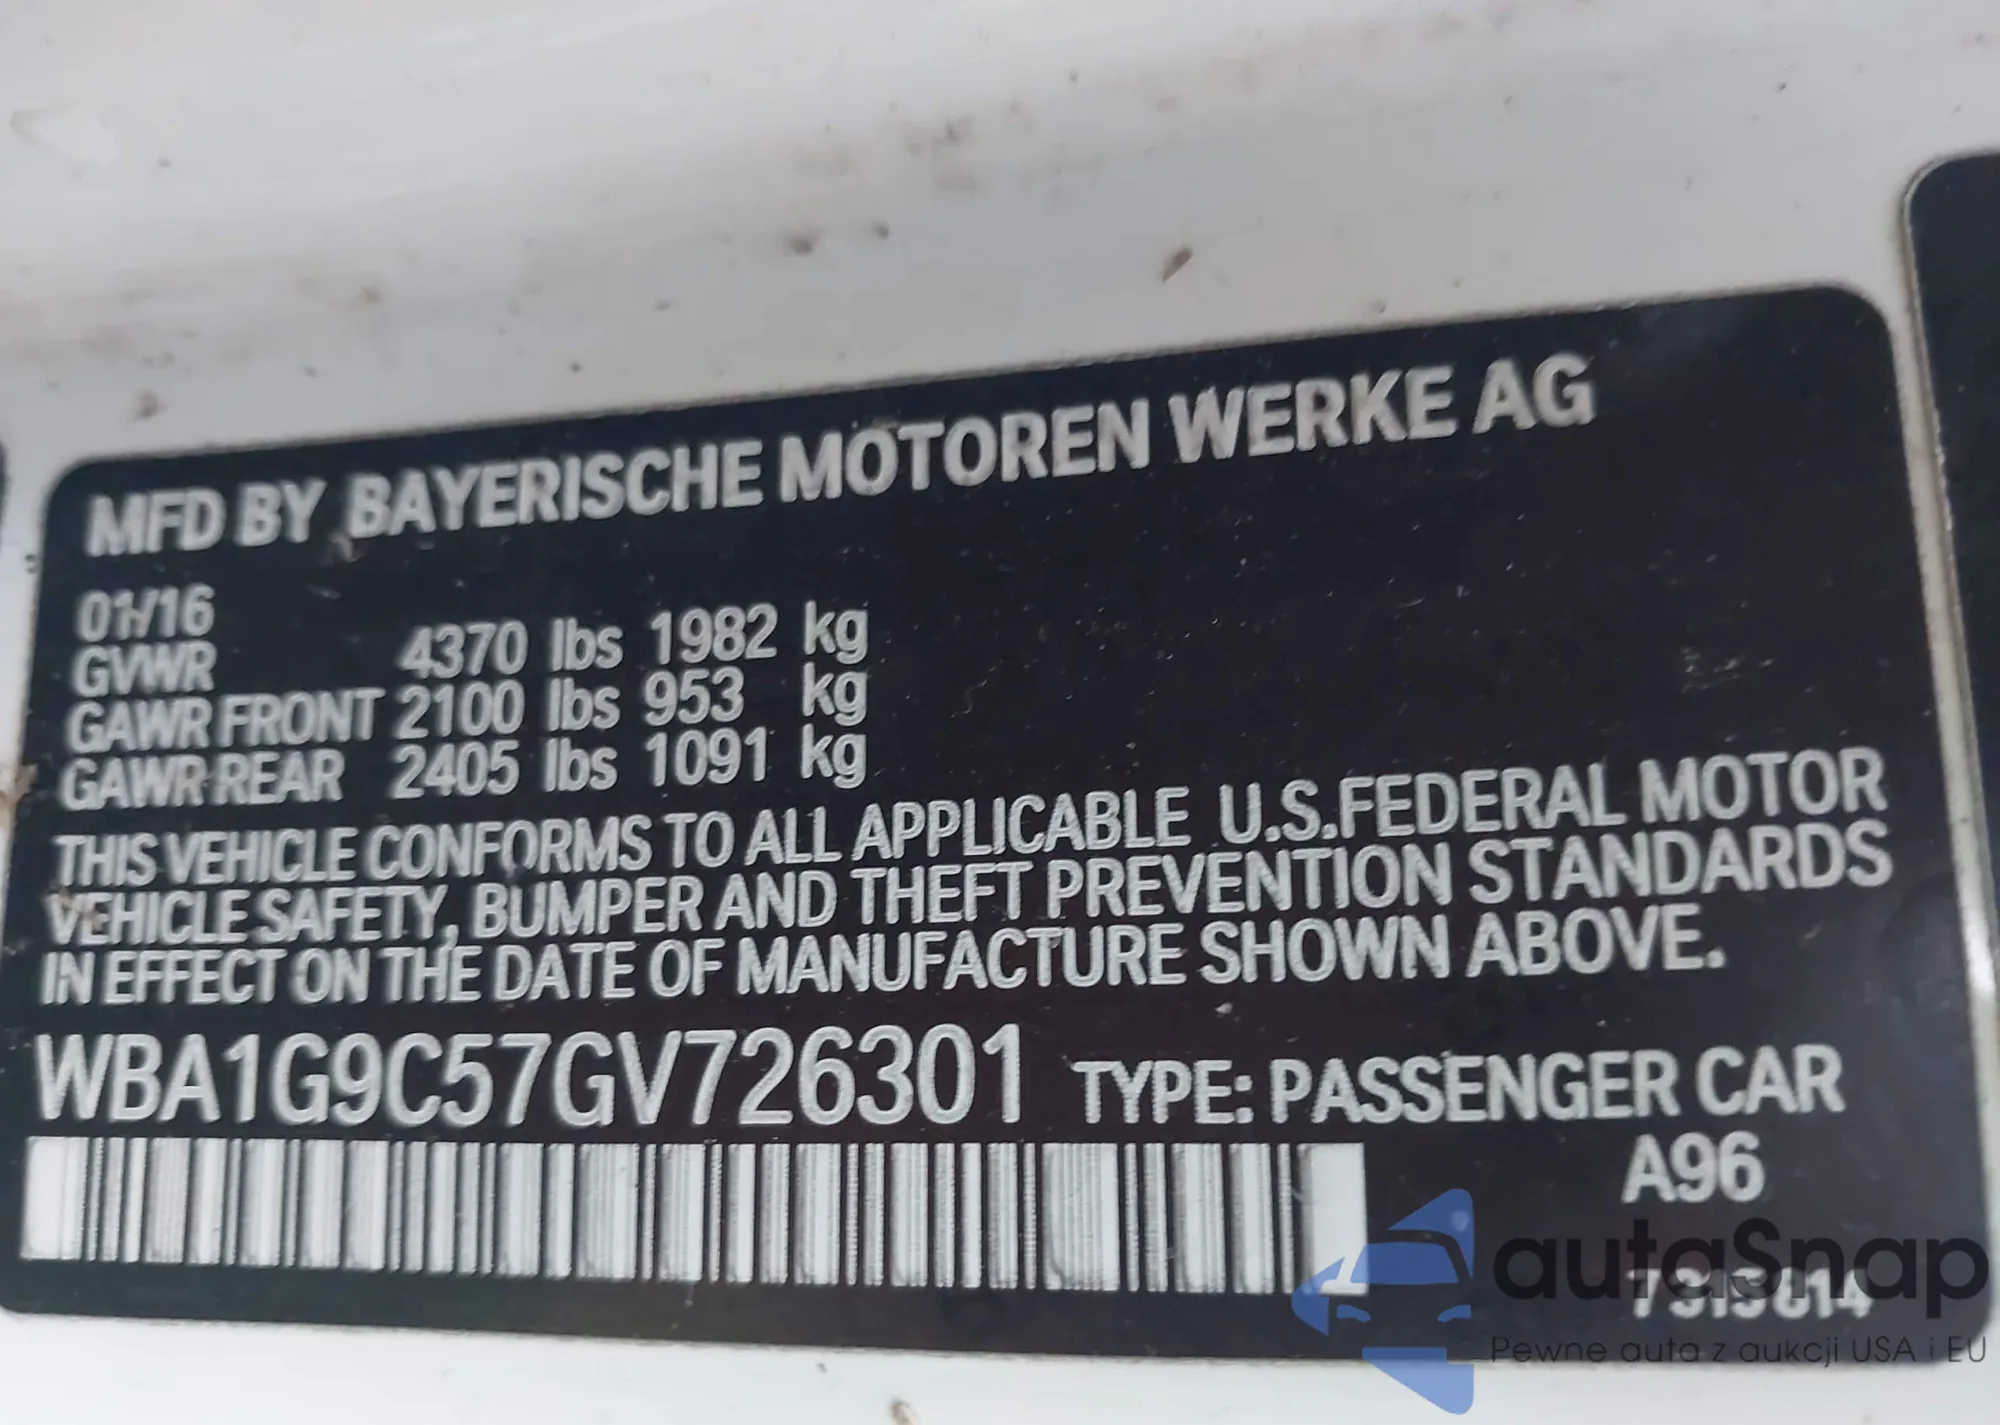 MFD BY BAYERISCHE MOTOREN WERKE AG
01/16
GVWR 4370 lbs 1982 kg
GAWR FRONT 2100 lbs 953 kg
GAWR REAR 2405 lbs 1091 kg
THIS VEHICLE CONFORMS TO ALL APPLICABLE U.S.FEDERAL MOTOR
VEHICLE SAFETY, BUMPER AND THEFT PREVENTION STANDARDS
IN EFFECT ON THE DATE OF MANUFACTURE SHOWN ABOVE.
WBA1G9C57GV726301 TYPE: PASSENGER CAR
A96
autaSnap
Pewne auta z aukcji USA i EU